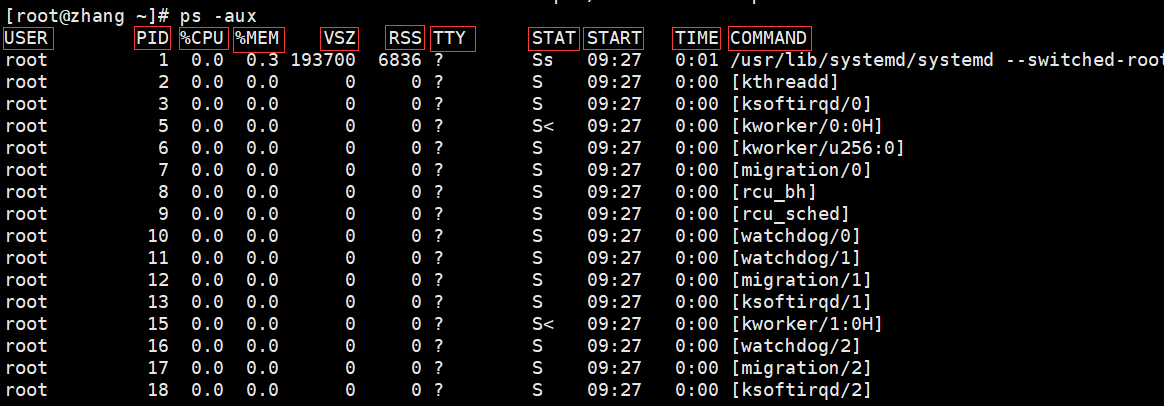 [root@zhang ~]# ps -aux
USER PID %CPU %MEM VSZ RSS TTY STAT START TIME COMMAND
root 1 0.0 0.3 193700 6836 ? Ss 09:27 0:01 /usr/lib/systemd/systemd --switched-root
root 2 0.0 0.0 0 0 ? S 09:27 0:00 [kthreadd]
root 3 0.0 0.0 0 0 ? S 09:27 0:00 [ksoftirqd/0]
root 5 0.0 0.0 0 0 ? S< 09:27 0:00 [kworker/0:0H]
root 6 0.0 0.0 0 0 ? S 09:27 0:00 [kworker/u256:0]
root 7 0.0 0.0 0 0 ? S 09:27 0:00 [migration/0]
root 8 0.0 0.0 0 0 ? S 09:27 0:00 [rcu_bh]
root 9 0.0 0.0 0 0 ? S 09:27 0:00 [rcu_sched]
root 10 0.0 0.0 0 0 ? S 09:27 0:00 [watchdog/0]
root 11 0.0 0.0 0 0 ? S 09:27 0:00 [watchdog/1]
root 12 0.0 0.0 0 0 ? S 09:27 0:00 [migration/1]
root 13 0.0 0.0 0 0 ? S 09:27 0:00 [ksoftirqd/1]
root 15 0.0 0.0 0 0 ? S< 09:27 0:00 [kworker/1:0H]
root 16 0.0 0.0 0 0 ? S 09:27 0:00 [watchdog/2]
root 17 0.0 0.0 0 0 ? S 09:27 0:00 [migration/2]
root 18 0.0 0.0 0 0 ? S 09:27 0:00 [ksoftirqd/2]